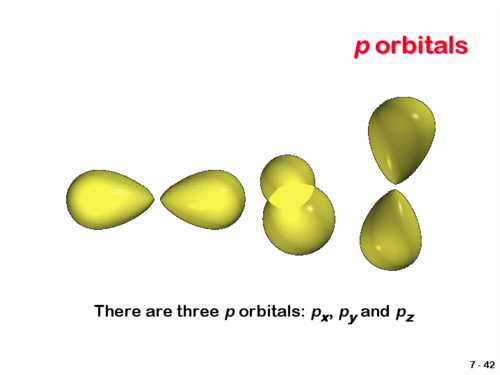 p orbitals
There are three p orbitals: px, py and pz
7 - 42